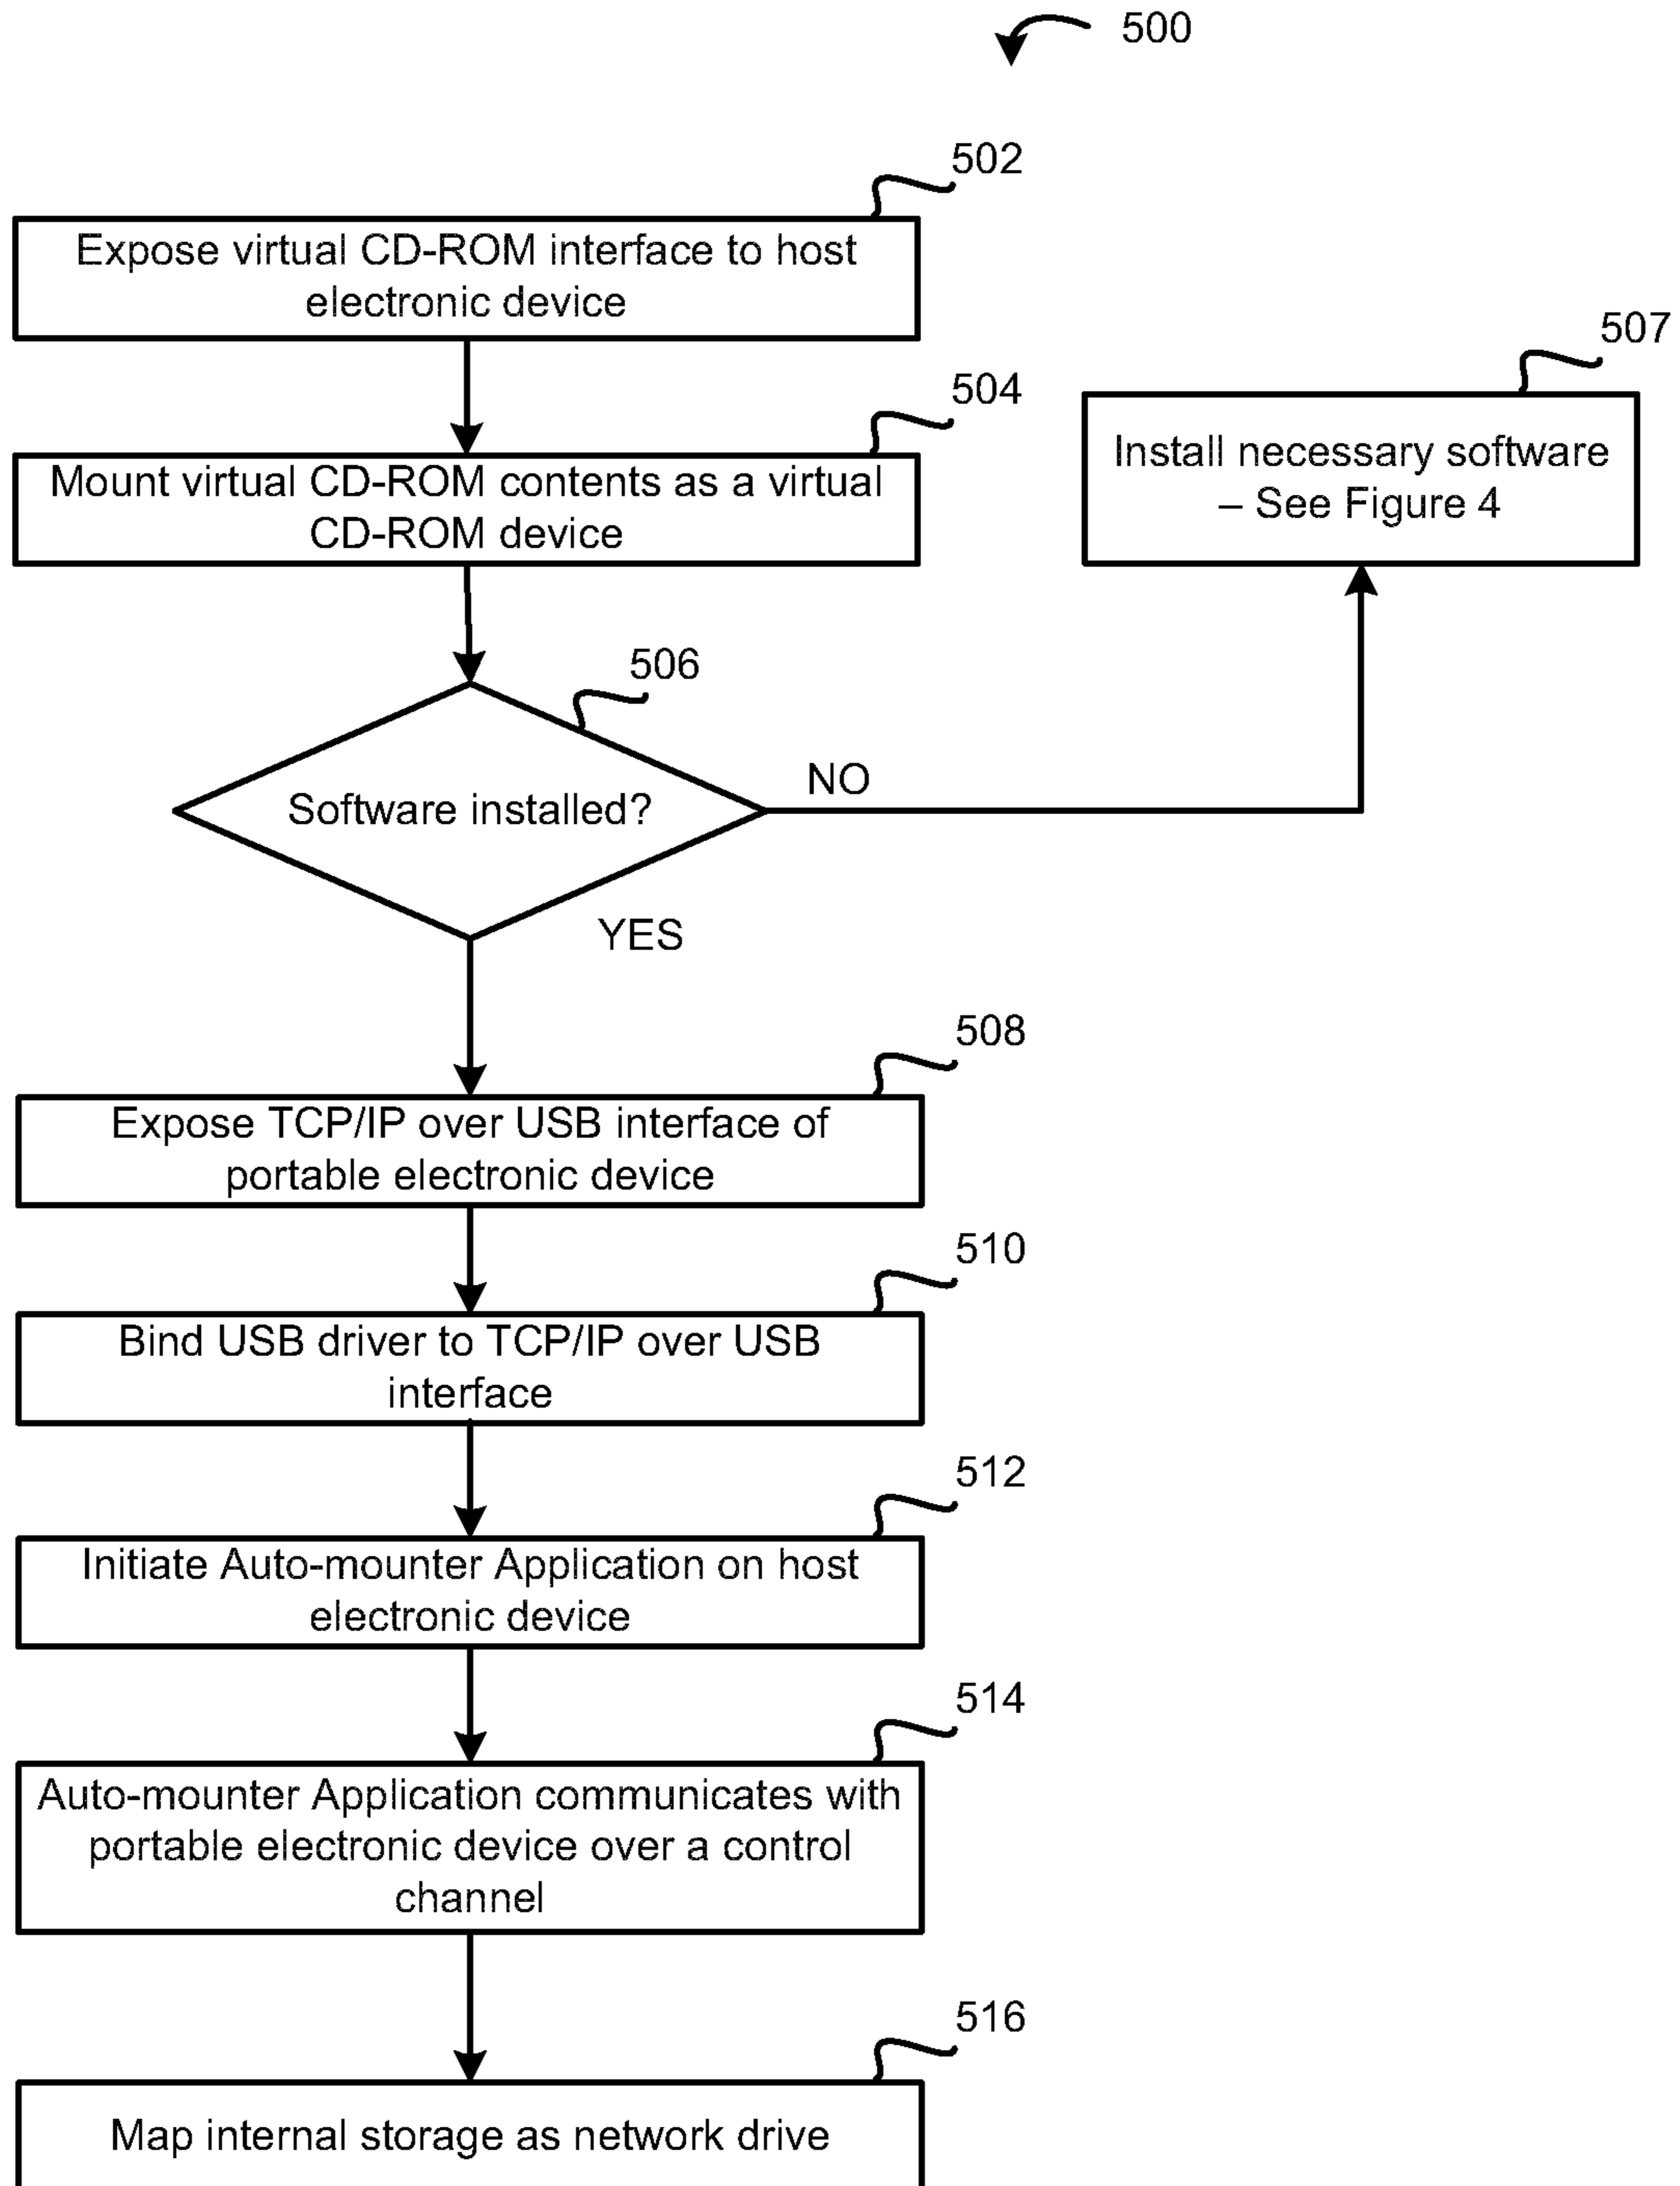 500
502
Expose virtual CD-ROM interface to host
electronic device
504
Mount virtual CD-ROM contents as a virtual
CD-ROM device
507
Install necessary software
– See Figure 4
506
Software installed?
NO
YES
508
Expose TCP/IP over USB interface of
portable electronic device
510
Bind USB driver to TCP/IP over USB
interface
512
Initiate Auto-mounter Application on host
electronic device
514
Auto-mounter Application communicates with
portable electronic device over a control
channel
516
Map internal storage as network drive